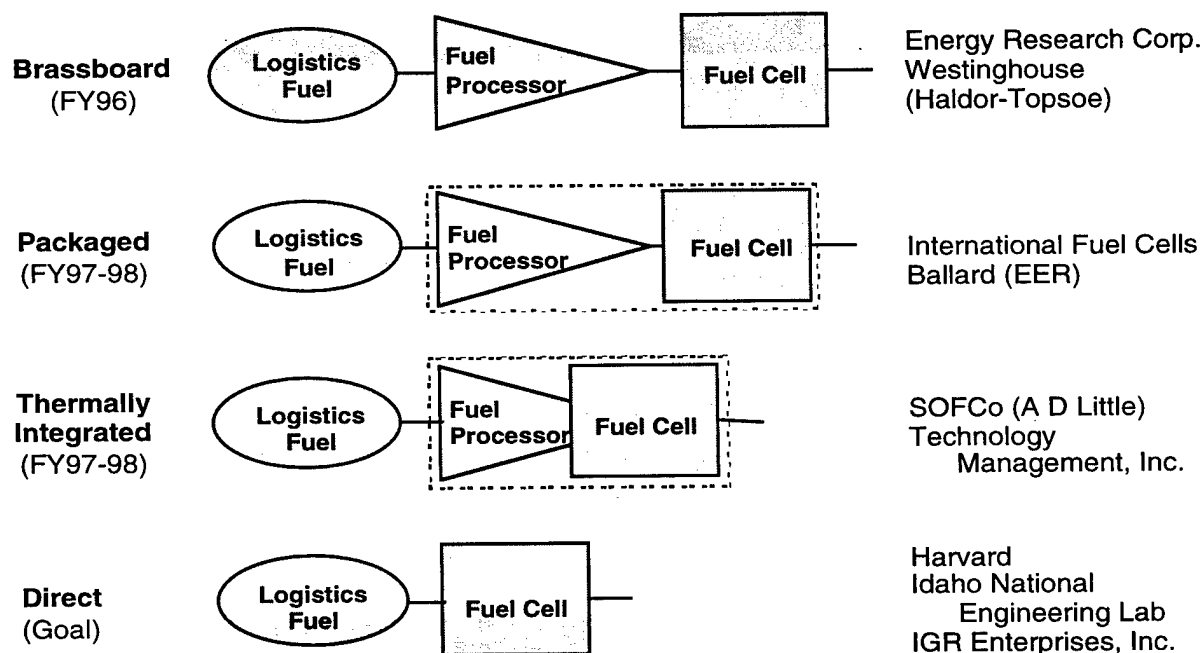 Brassboard
(FY96)
Logistics
Fuel
Fuel
Processor
Fuel Cell
Energy Research Corp.
Westinghouse
(Haldor-Topsoe)
Packaged
(FY97-98)
Logistics
Fuel
Fuel
Processor
Fuel Cell
International Fuel Cells
Ballard (EER)
Thermally
Integrated
(FY97-98)
Logistics
Fuel
Fuel
Processor
Fuel Cell
SOFCo (A D Little)
Technology
Management, Inc.
Direct
(Goal)
Logistics
Fuel
Fuel Cell
Harvard
Idaho National
Engineering Lab
IGR Enterprises, Inc.